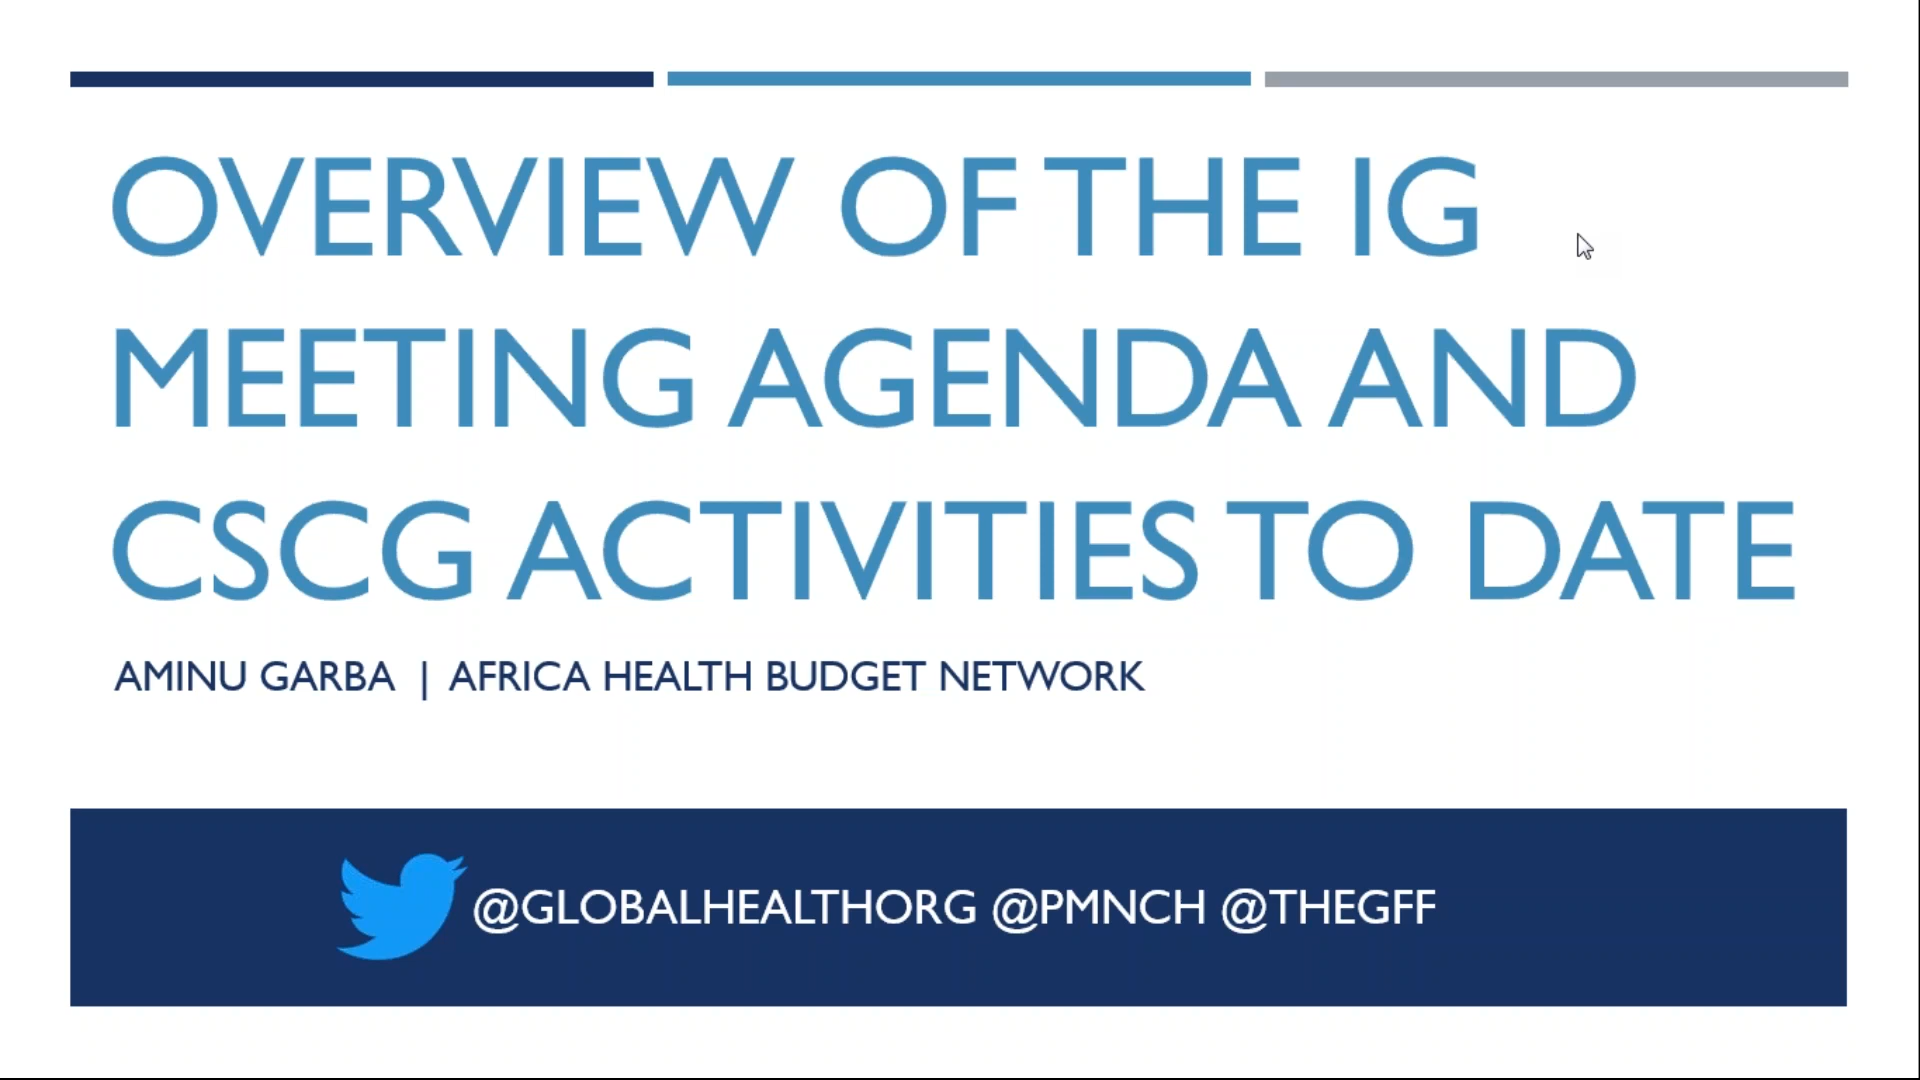 OVERVIEW OF THE IG
MEETING AGENDA AND
CSCG ACTIVITIES TO DATE
AMINU GARBA | AFRICA HEALTH BUDGET NETWORK
@GLOBALHEALTHORG @PMNCH @THEGFF